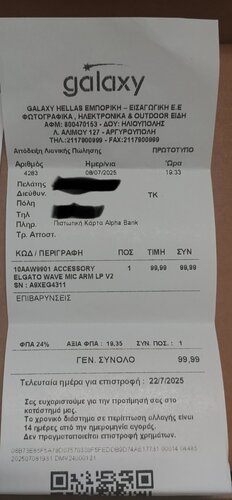 galaxy
GALAXY HELLAS ΕΜΠΟΡΙΚΗ – ΕΙΣΑΓΩΓΙΚΗ Ε.Ε
ΦΩΤΟΓΡΑΦΙΚΑ , ΗΛΕΚΤΡΟΝΙΚΑ & OUTDOOR ΕΙΔΗ
ΑΦΜ: 800470153 - ΔΟΥ: ΗΛΙΟΥΠΟΛΗΣ
Λ. ΑΛΙΜΟΥ 127 - ΑΡΓΥΡΟΥΠΟΛΗ
ΤΗΛ.:2117900999 - FAX:2117900989
Απόδειξη Λιανικής Πώλησης ΠΡΩΤΟΤΥΠΟ
Αριθμός Ημερ/νία Ώρα
4283 08/07/2025 19:33
Πελάτης
Διεύθυν. ΤΚ
Πόλη
Τηλ
Πληρ. Πιστωτική Κάρτα Alpha Bank
Τρ. Αποστ.
ΚΩΔ / ΠΕΡΙΓΡΑΦΗ ΠΟΣ ΤΙΜΗ ΣΥΝ
10AAW9901 ACCESSORY 1 99,99 99,99
ELGATO WAVE MIC ARM LP V2
SN : A9XEG4311
ΕΠΙΒΑΡΥΝΣΕΙΣ
ΦΠΑ 24% ΑΞΙΑ ΦΠΑ : 19,35 ΣΥΝ. ΠΟΣ. : 1
ΓΕΝ. ΣΥΝΟΛΟ 99,99
Τελευταία ημέρα για επιστροφή : 22/7/2025
Σας ευχαριστούμε για την προτίμησή σας στο
κατάστημά μας.
Το χρονικό διάστημα σε περίπτωση αλλαγής είναι
14 ημέρες από την ημερομηνία αγοράς.
Δεν πραγματοποιείται επιστροφή χρημάτων.